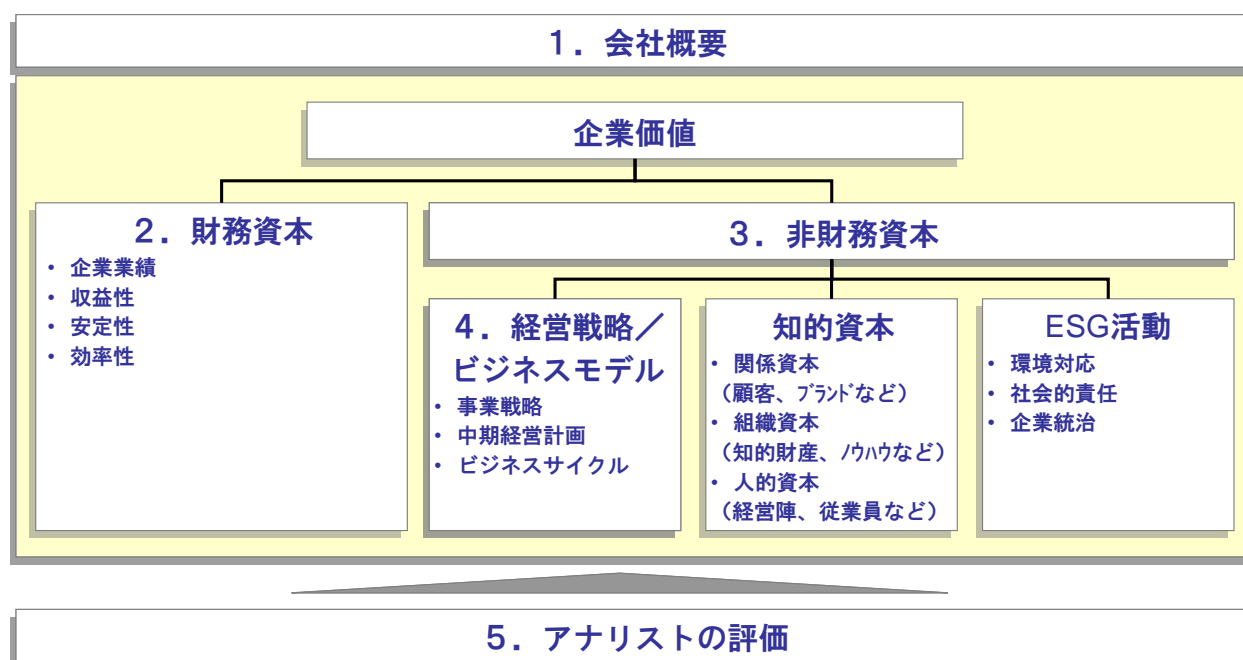 １．会社概要
企業価値
２．財務資本
・ 企業業績
・ 収益性
・ 安定性
・ 効率性
３．非財務資本
４．経営戦略／
ビジネスモデル
・ 事業戦略
・ 中期経営計画
・ ビジネスサイクル
知的資本
・ 関係資本
（顧客、ﾌﾞﾗﾝﾄﾞなど）
・ 組織資本
（知的財産、ﾉｳﾊｳなど）
・ 人的資本
（経営陣、従業員など）
ESG活動
・ 環境対応
・ 社会的責任
・ 企業統治
５．アナリストの評価